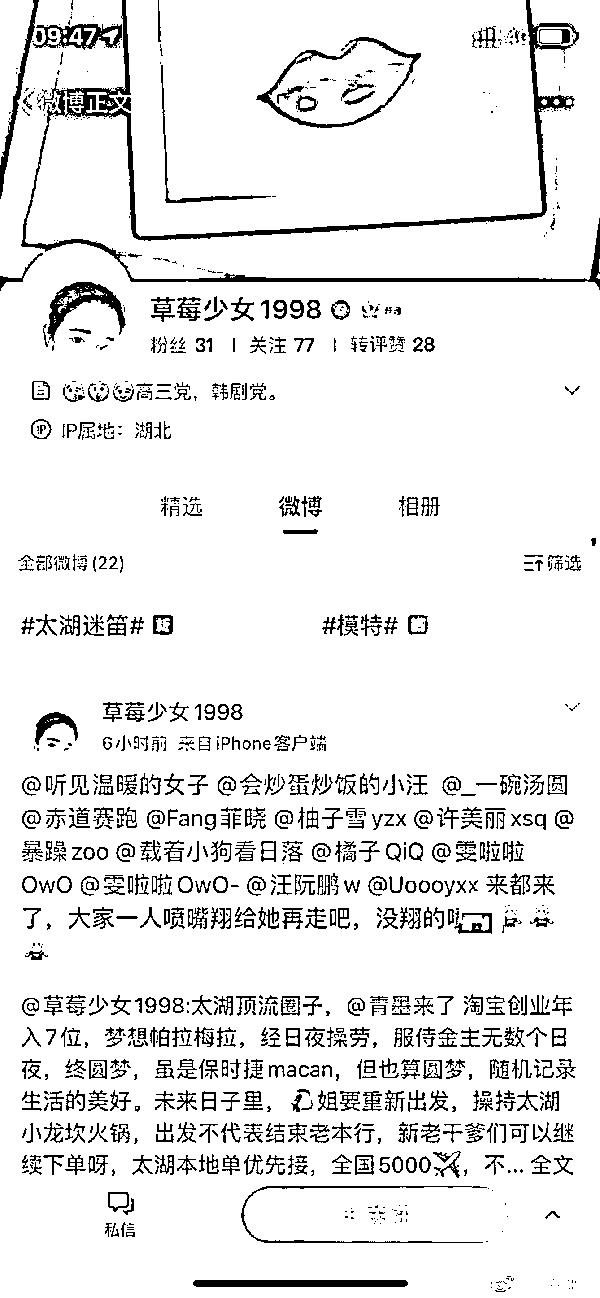 09:47
微博正文
草莓少女1998
粉丝 31 | 关注 77 | 转评赞 28
高三党，韩剧党。
IP属地：湖北
精选 微博 相册
全部微博(22) 筛选
#太湖迷笛# #模特#
草莓少女1998
6小时前 来自iPhone客户端
@听见温暖的女子 @会炒蛋炒饭的小汪 @_一碗汤圆
@赤道赛跑 @Fang菲晓 @柚子雪yzx @许美丽xsq @
暴躁zoo @载着小狗看日落 @橘子QiQ @雯啦啦
OwO @雯啦啦OwO- @汪阮鹏w @Uoooyxx 来都来
了，大家一人喷嘴翔给她再走吧，没翔的
@草莓少女1998:太湖顶流圈子，@青墨来了 淘宝创业年
入7位，梦想帕拉梅拉，经日夜操劳，服侍金主无数个日
夜，终圆梦，虽是保时捷macan，但也算圆梦，随机记录
生活的美好。未来日子里，姐要重新出发，操持太湖
小龙坎火锅，出发不代表结束老本行，新老干爹们可以继
续下单呀，太湖本地单优先接，全国5000，不... 全文
私信